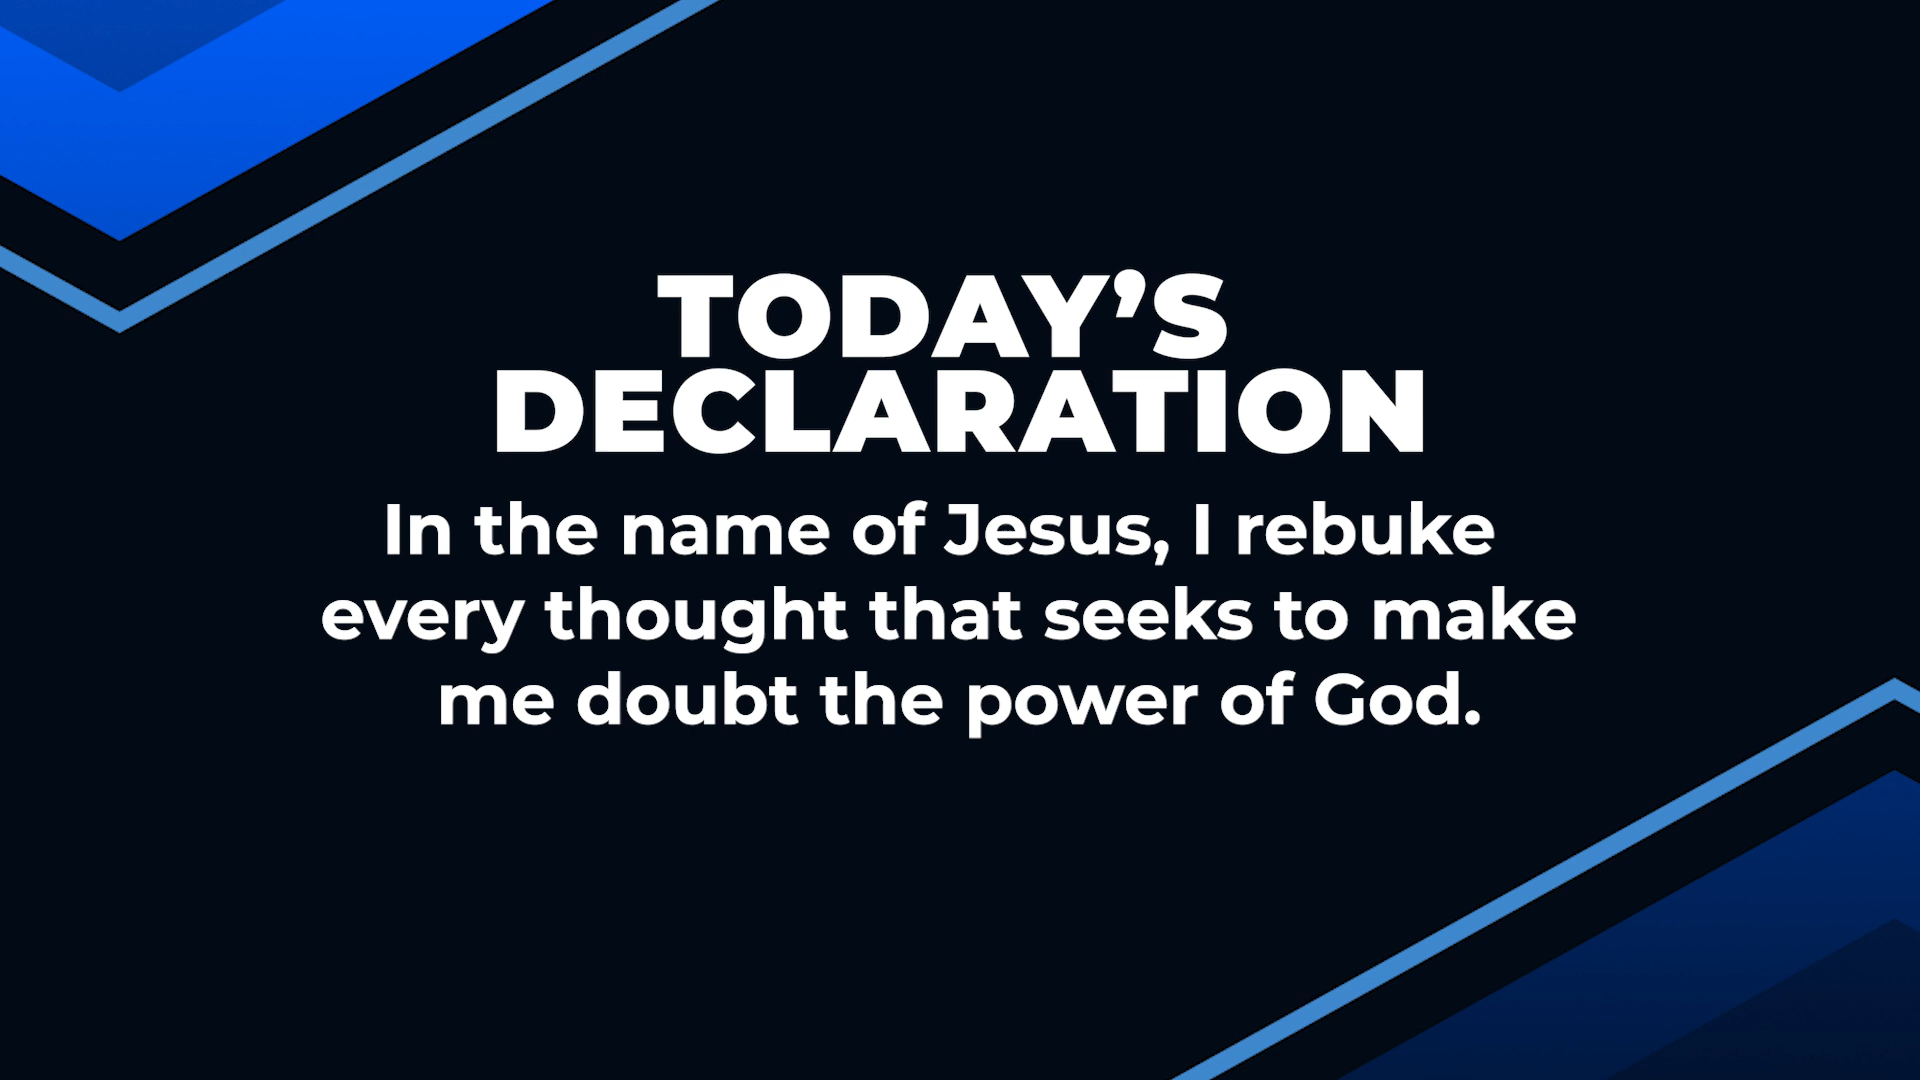 TODAY’S
DECLARATION
In the name of Jesus, I rebuke
every thought that seeks to make
me doubt the power of God.